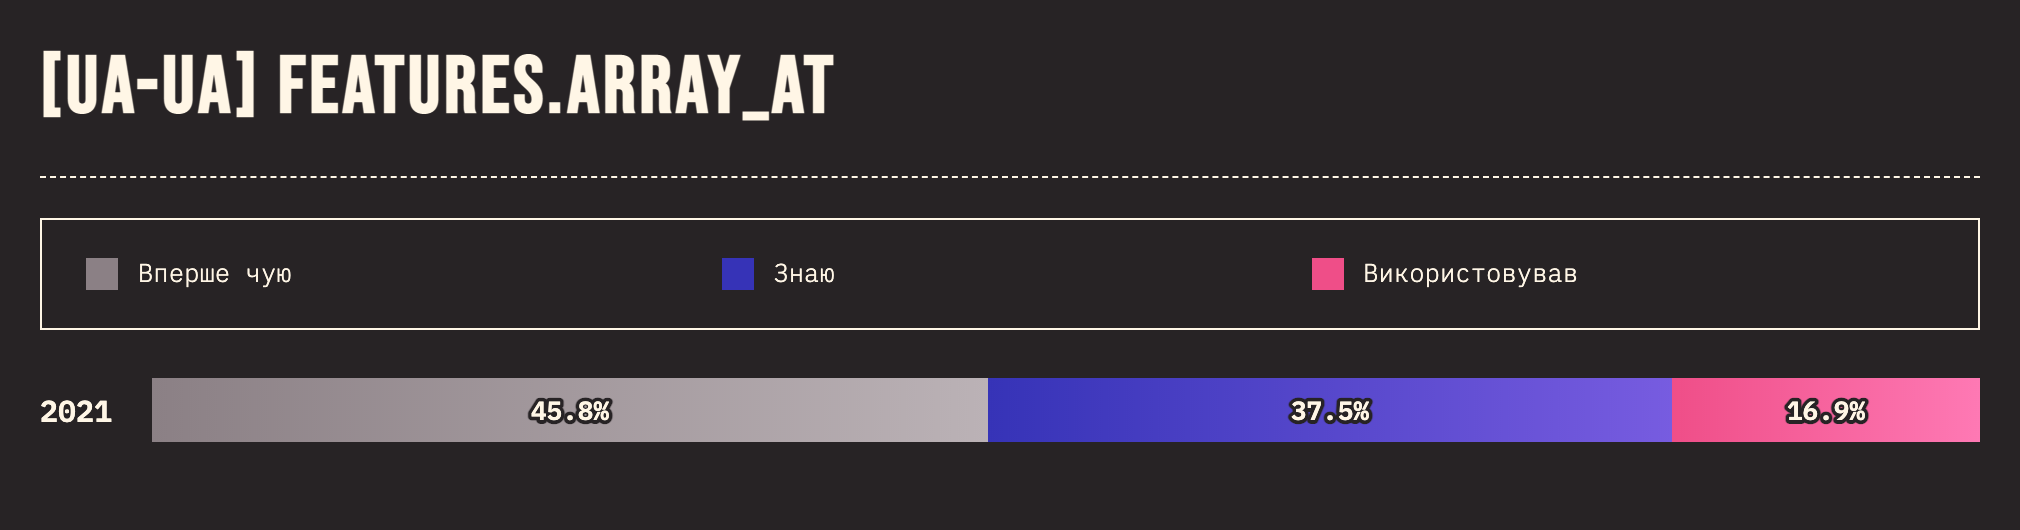 [UA-UA] FEATURES.ARRAY_AT
Вперше чую
Знаю
Використовував
2021 45.8% 37.5% 16.9%